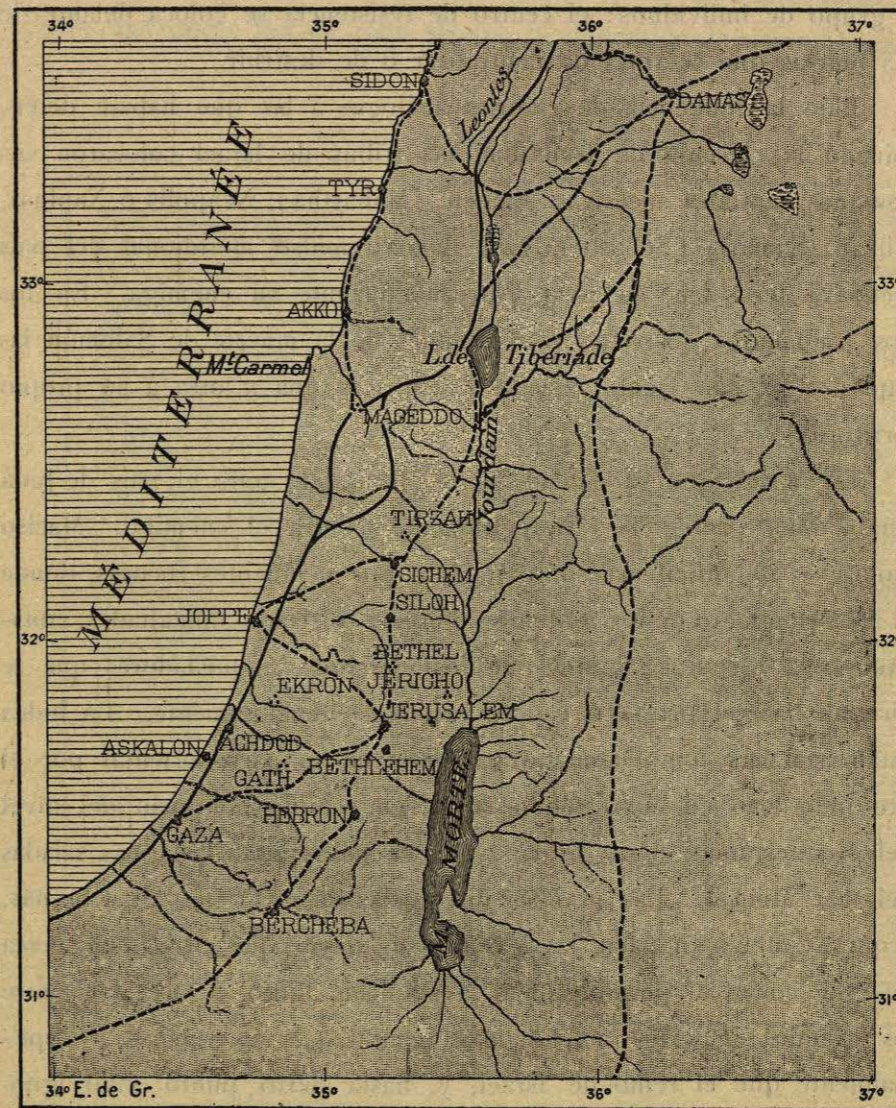 34°
35°
36°
37°
SIDON
Leontes
DAMAS
TYR
MÉDITERRANÉE
33°
33°
AKKO
Mt Carmel
L de Tibériade
MAGEDDO
Jourdain
TIRZAH
SICHEM
SILOH
JOPPE
32°
32°
BETHEL
EKRON
JERICHO
JERUSALEM
ACHDOD
ASKALON
GATH
BETHLEHEM
M. MORTE
HEBRON
GAZA
BERCHEBA
31°
31°
34° E. de Gr.
35°
36°
37°